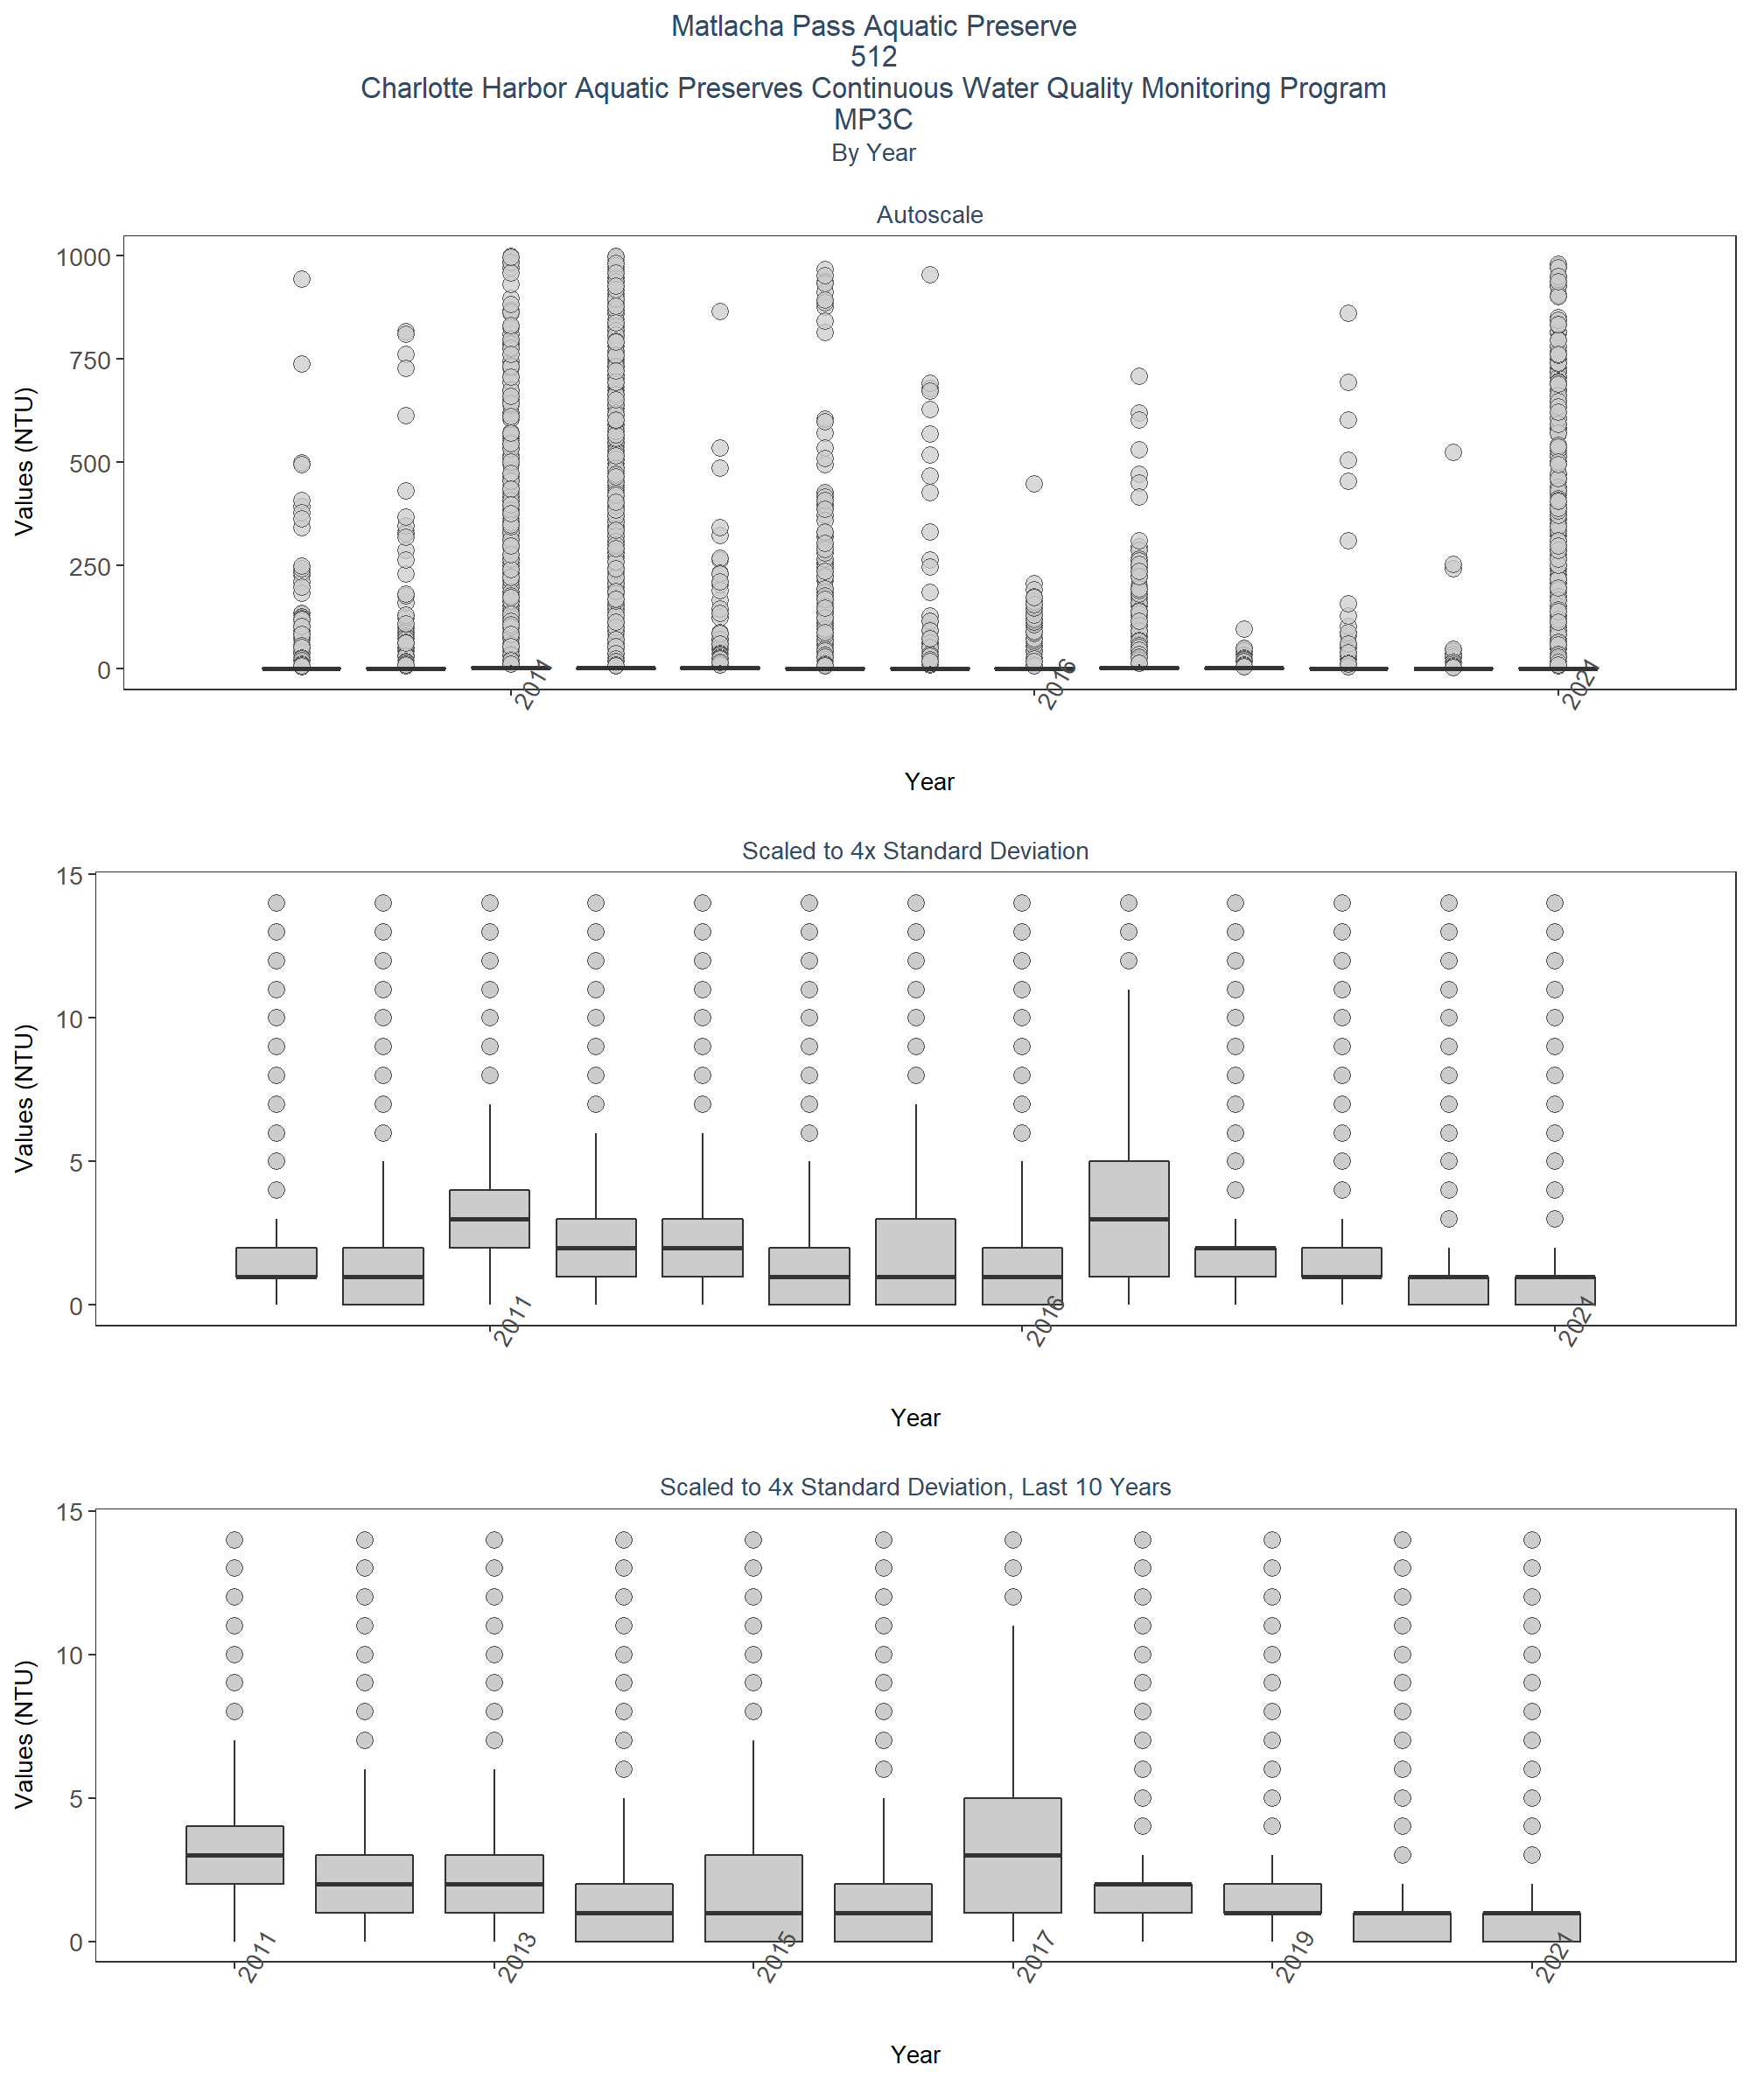 Matlacha Pass Aquatic Preserve
512
Charlotte Harbor Aquatic Preserves Continuous Water Quality Monitoring Program
MP3C
By Year
Autoscale
Values (NTU)
1000
750
500
250
0
2011
2016
2021
Year
Scaled to 4x Standard Deviation
Values (NTU)
15
10
5
0
2011
2016
2021
Year
Scaled to 4x Standard Deviation, Last 10 Years
Values (NTU)
15
10
5
0
2011
2013
2015
2017
2019
2021
Year